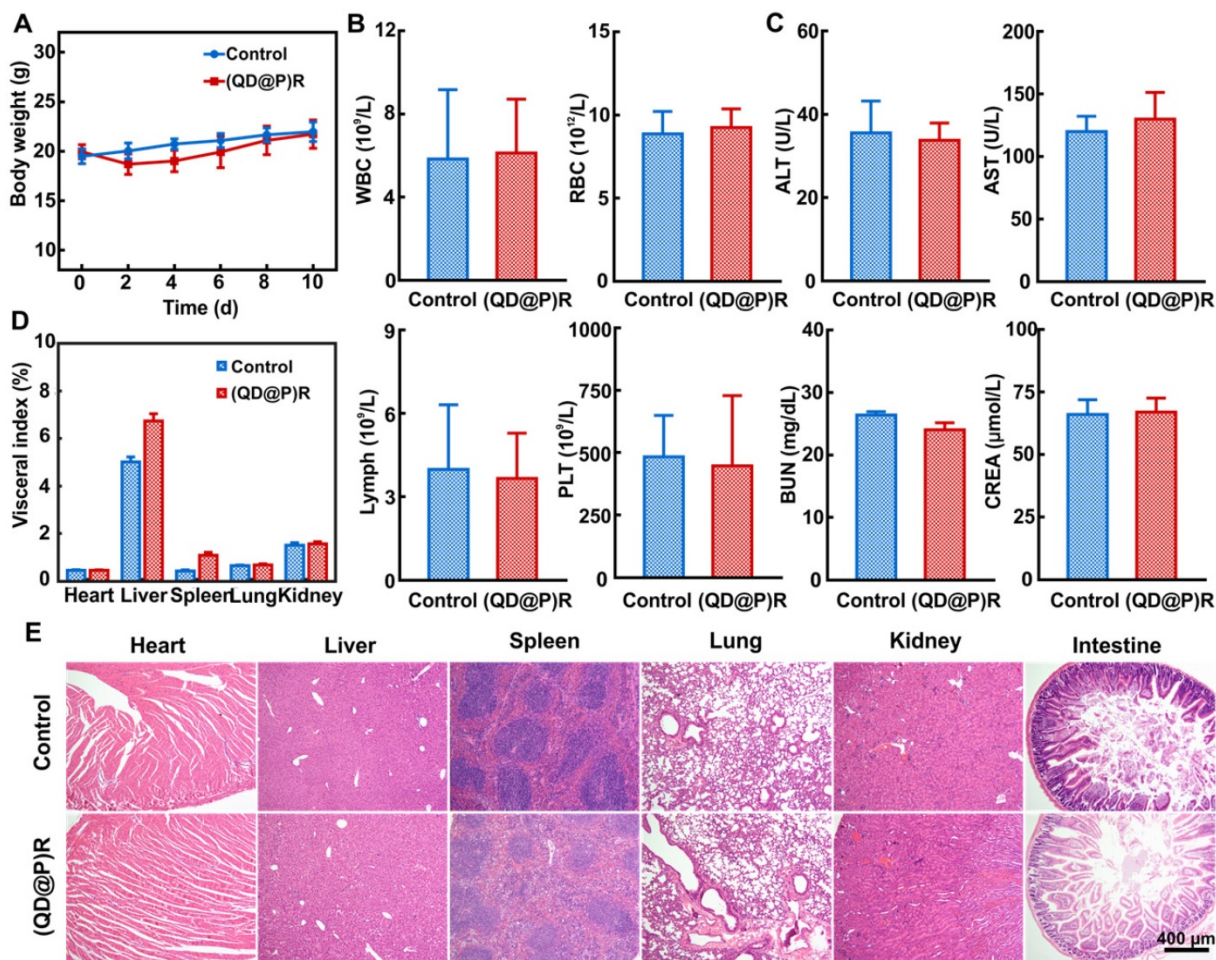 A
Body weight (g)
30
25
20
15
10
0 2 4 6 8 10
Time (d)
Control
(QD@P)R
B
WBC (10⁹/L)
12
9
6
3
0
Control (QD@P)R
RBC (10¹²/L)
15
10
5
0
Control (QD@P)R
C
ALT (U/L)
60
40
20
0
Control (QD@P)R
AST (U/L)
200
150
100
50
0
Control (QD@P)R
D
Visceral index (%)
10
8
6
4
2
0
Heart Liver Spleen Lung Kidney
Control
(QD@P)R
Lymph (10⁹/L)
9
6
3
0
Control (QD@P)R
PLT (10⁹/L)
1000
750
500
250
0
Control (QD@P)R
BUN (mg/dL)
40
30
20
10
0
Control (QD@P)R
CREA (μmol/L)
100
75
50
25
0
Control (QD@P)R
E
Heart Liver Spleen Lung Kidney Intestine
Control
(QD@P)R
400 μm